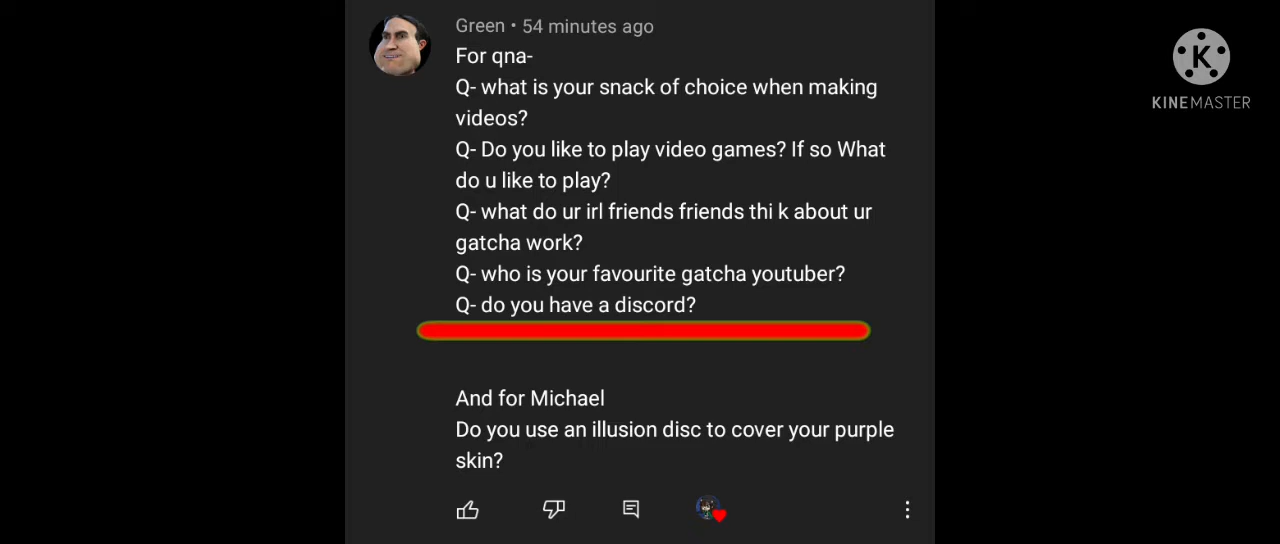 Green • 54 minutes ago
For qna-
Q- what is your snack of choice when making
videos?
Q- Do you like to play video games? If so What
do u like to play?
Q- what do ur irl friends friends thi k about ur
gatcha work?
Q- who is your favourite gatcha youtuber?
Q- do you have a discord?
And for Michael
Do you use an illusion disc to cover your purple
skin?
K
KINEMASTER